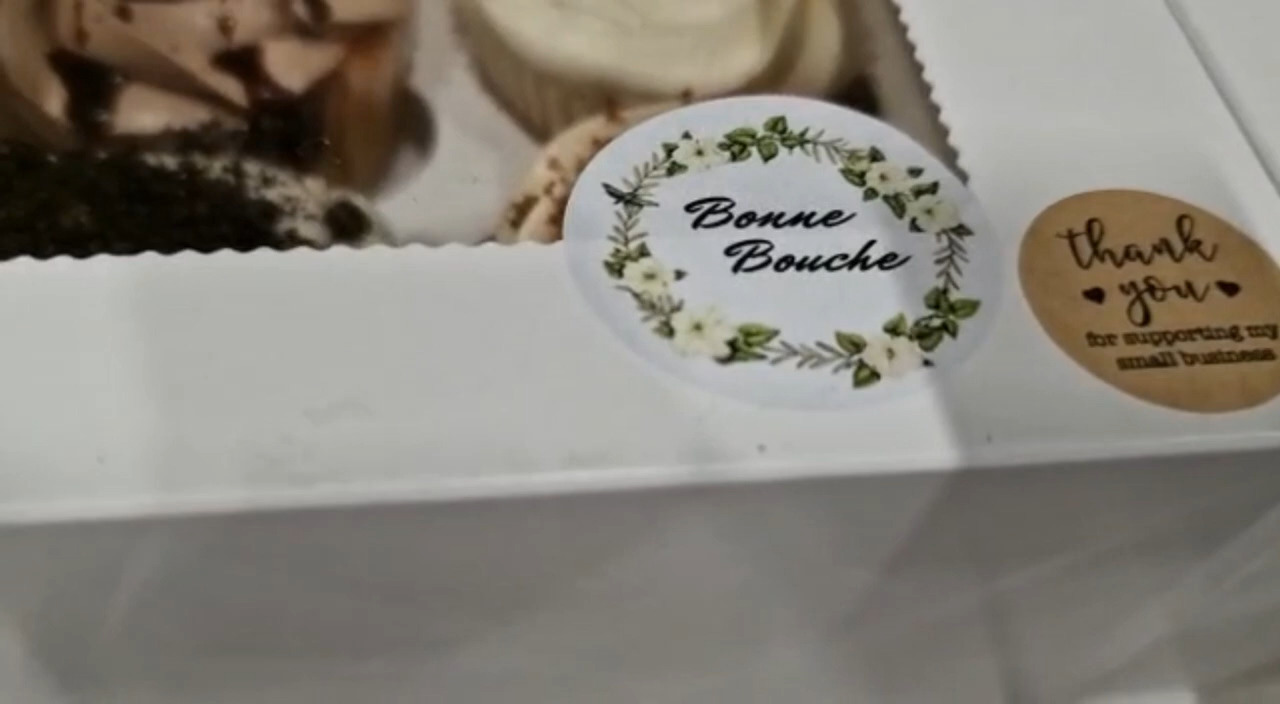 Bonne
Bouche
thank
you
for supporting my
small business